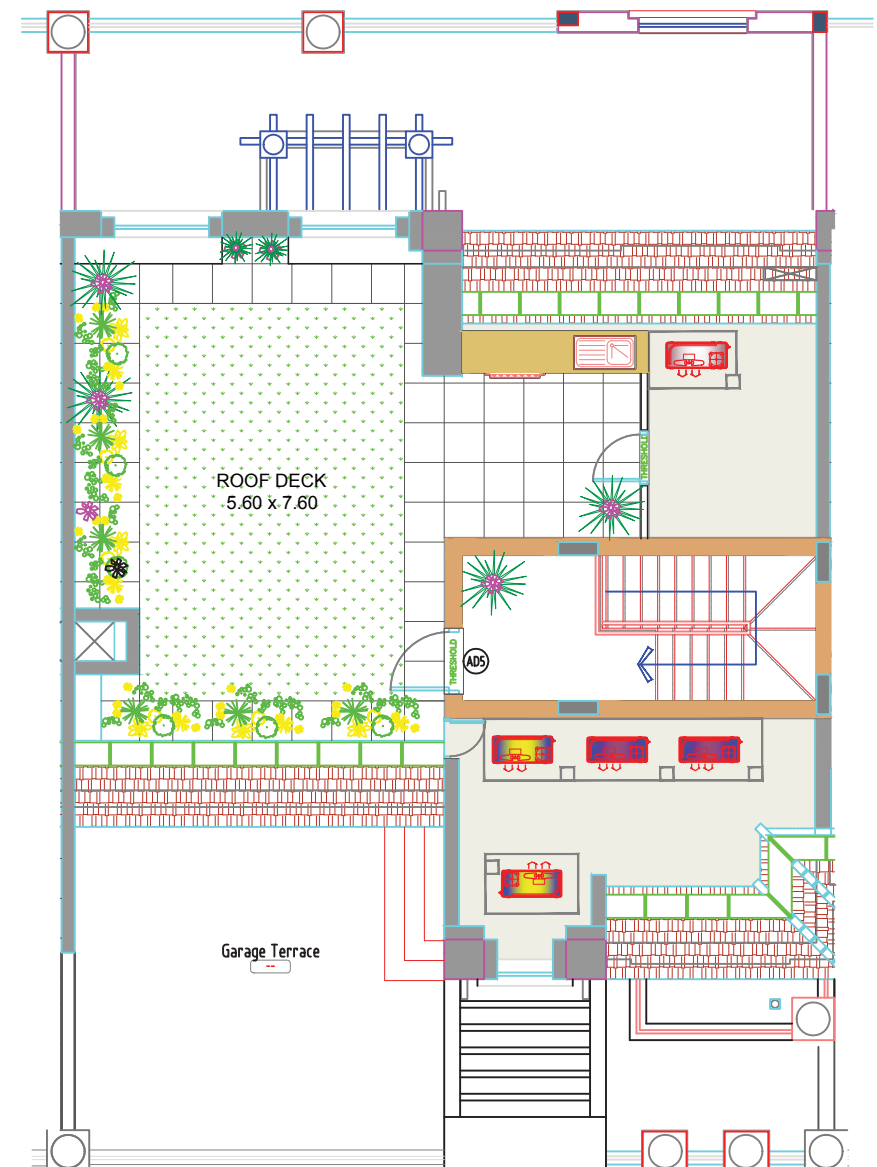 ROOF DECK
5.60 x 7.60
THRESHOLD
THRESHOLD
AD5
Garage Terrace
--